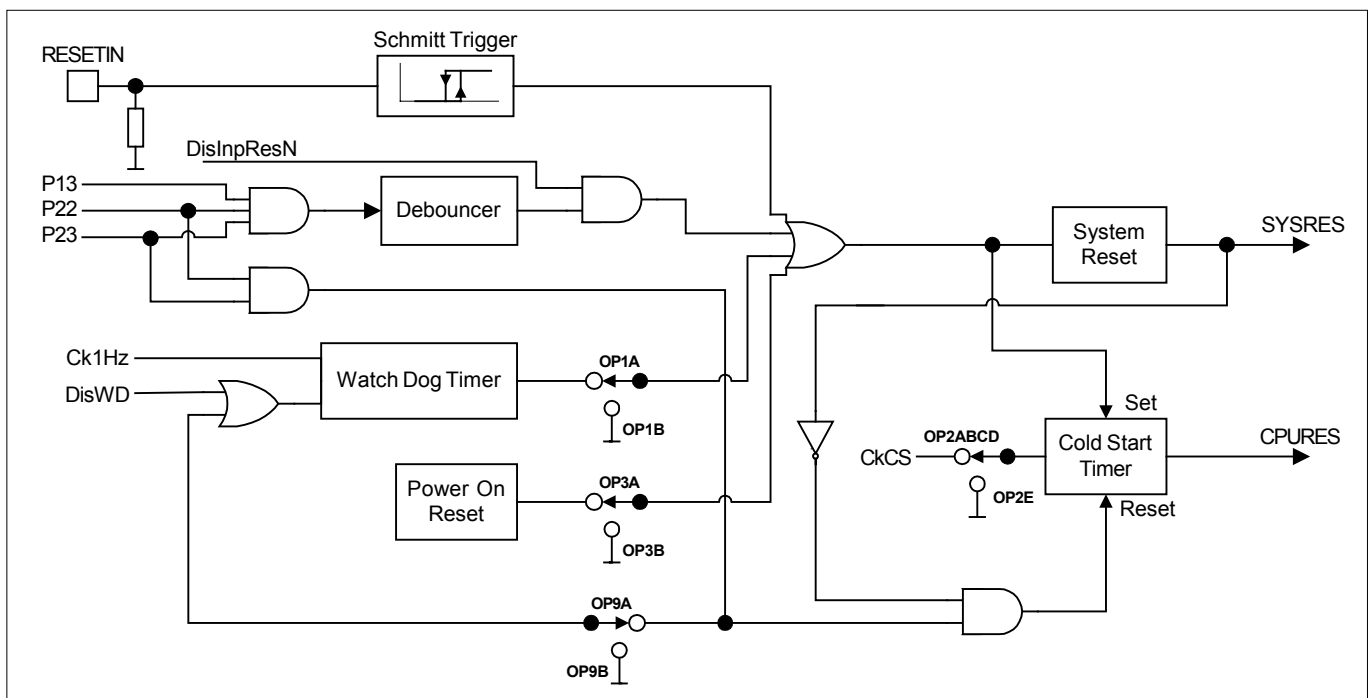 Schmitt Trigger
RESETIN
DisInpResN
P13
P22
P23
Debouncer
System
Reset
SYSRES
Ck1Hz
DisWD
Watch Dog Timer
OP1A
OP1B
Set
Power On
Reset
OP3A
OP3B
CkCS
OP2ABCD
OP2E
Cold Start
Timer
CPURES
Reset
OP9A
OP9B